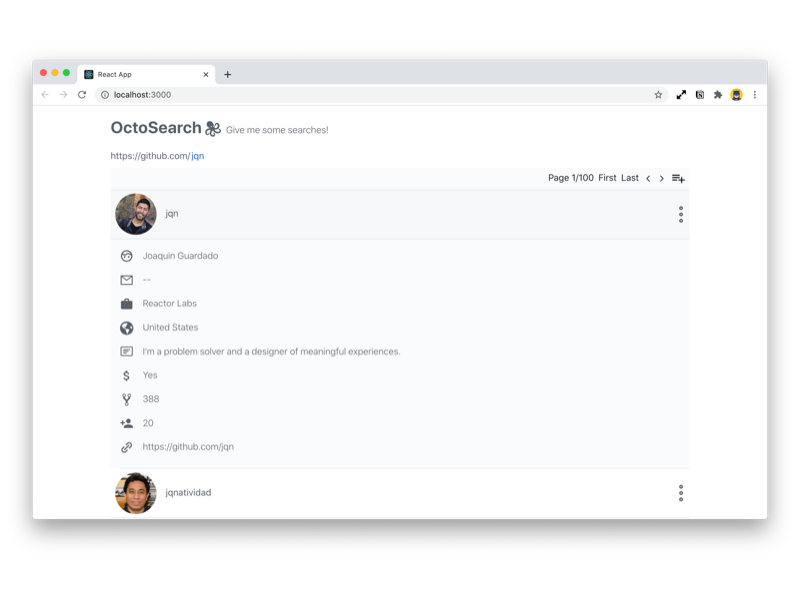 React App
localhost:3000
OctoSearch Give me some searches!
https://github.com/jqn
Page 1/100 First Last
jqn
Joaquin Guardado
--
Reactor Labs
United States
I'm a problem solver and a designer of meaningful experiences.
Yes
388
20
https://github.com/jqn
jqnatividad